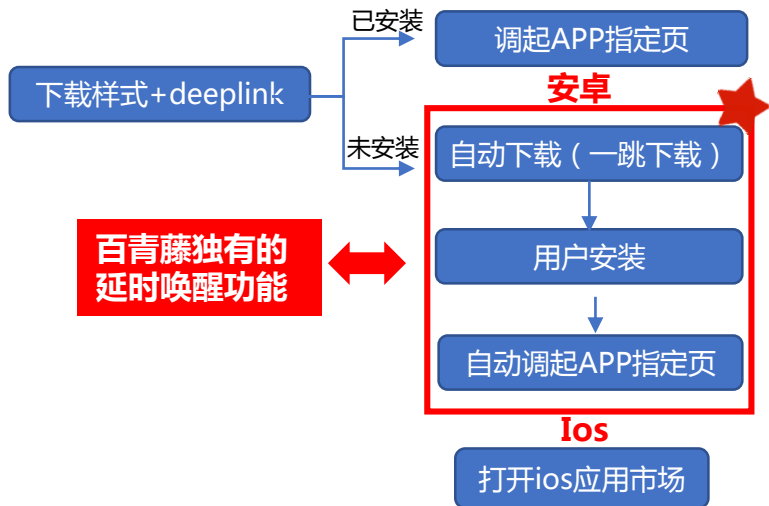 已安装
调起APP指定页
下载样式+deeplink
安卓
未安装
自动下载（一跳下载）
百青藤独有的
延时唤醒功能
用户安装
自动调起APP指定页
Ios
打开ios应用市场